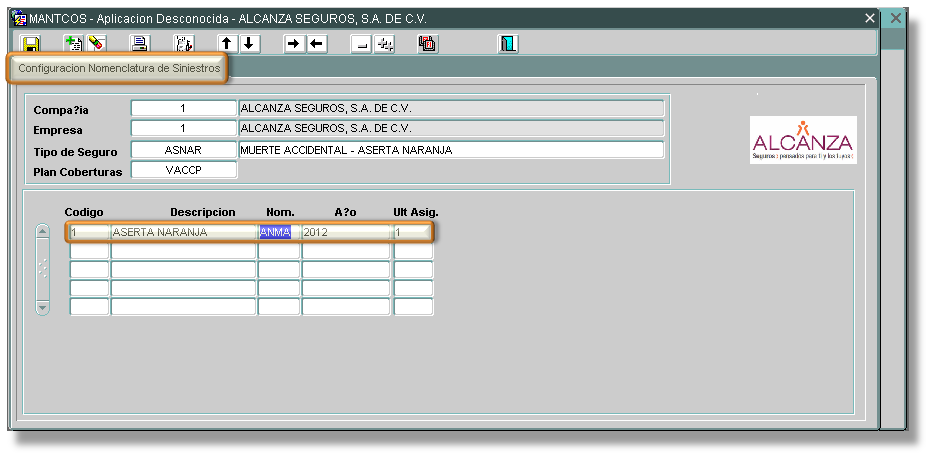 MANTCOS - Aplicacion Desconocida - ALCANZA SEGUROS, S.A. DE C.V.
Configuracion Nomenclatura de Siniestros
Compa?ia 1 ALCANZA SEGUROS, S.A. DE C.V.
Empresa 1 ALCANZA SEGUROS, S.A. DE C.V.
Tipo de Seguro ASNAR MUERTE ACCIDENTAL - ASERTA NARANJA
Plan Coberturas VACCP
ALCANZA
Seguros : pensados para ti y los tuyos
Codigo Descripcion Nom. A?o Ult Asig.
1 ASERTA NARANJA ANMA 2012 1